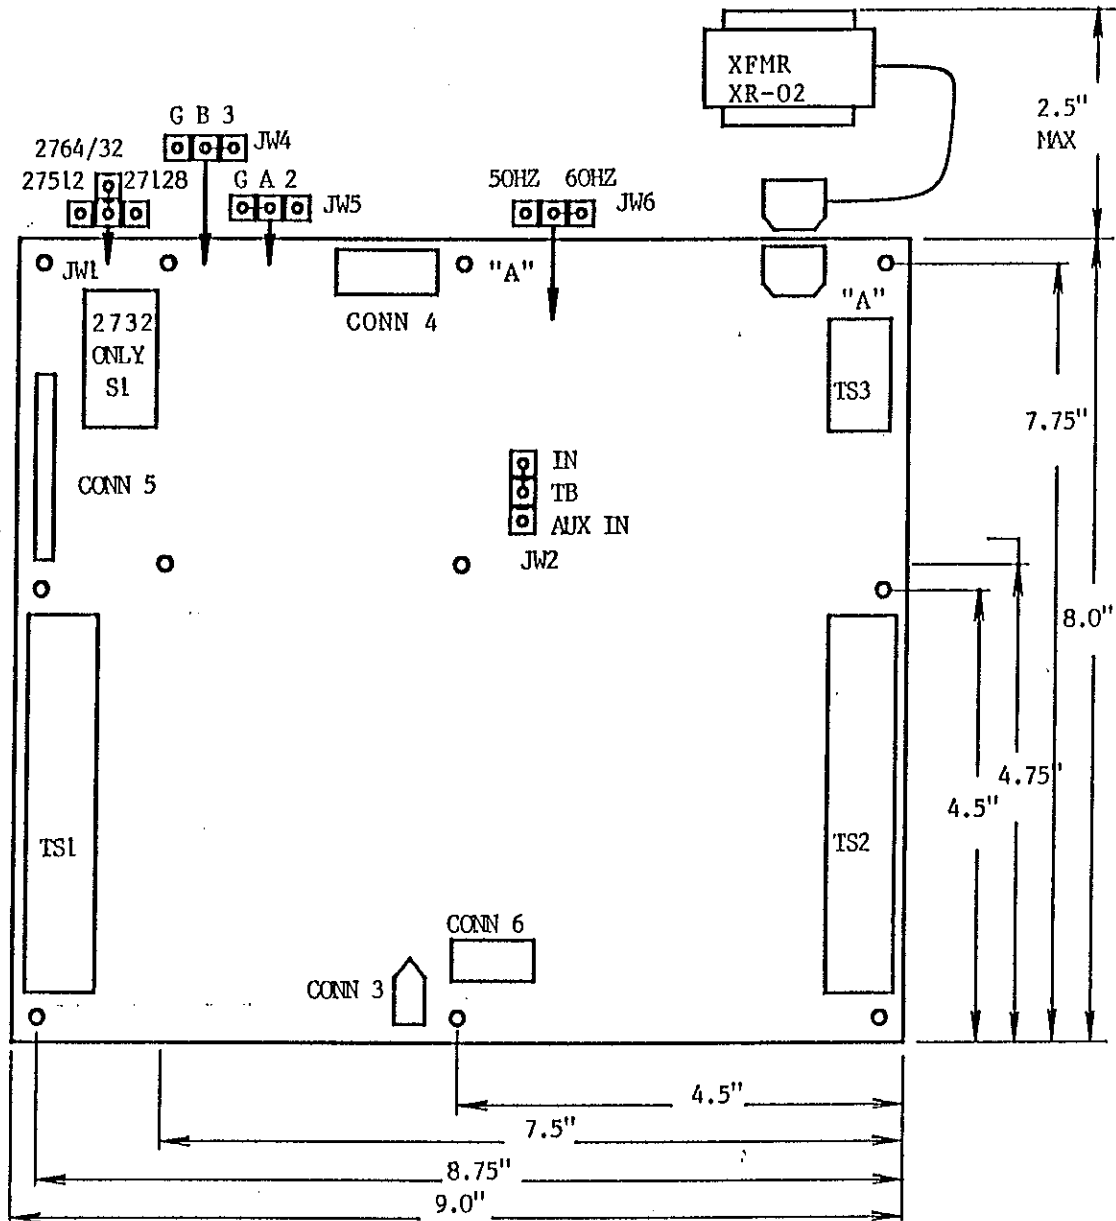 XFMR
XR-02
2.5"
MAX
G B 3
JW4
2764/32
27512
27128
G A 2
JW5
50HZ 60HZ
JW6
JW1
"A"
"A"
CONN 4
2732
ONLY
S1
TS3
7.75"
IN
TB
AUX IN
JW2
CONN 5
8.0"
4.75"
4.5"
TS1
TS2
CONN 6
CONN 3
4.5"
7.5"
8.75"
9.0"